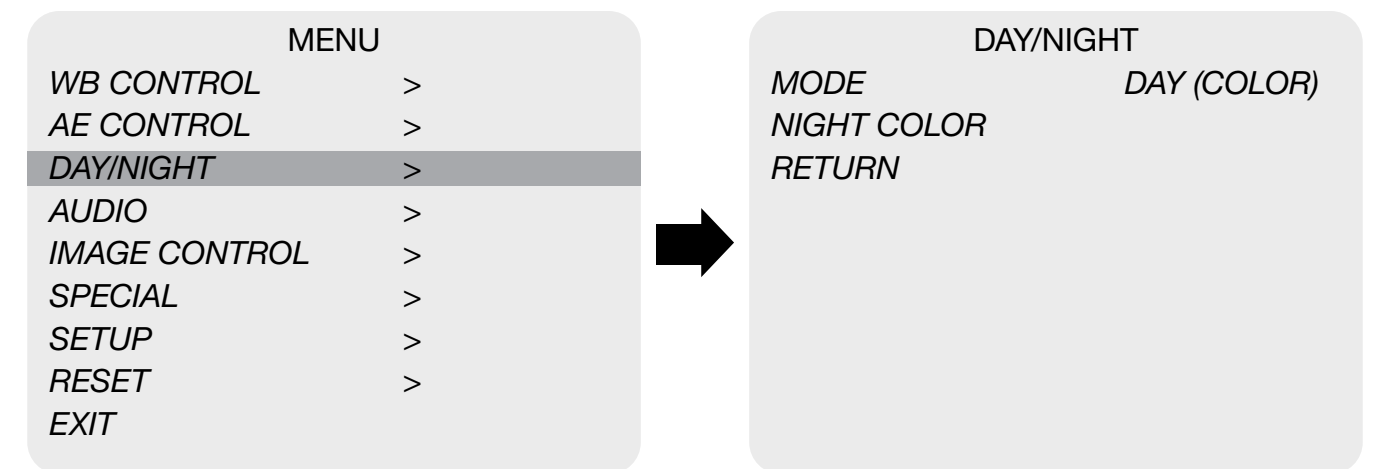 MENU
WB CONTROL >
AE CONTROL >
DAY/NIGHT >
AUDIO >
IMAGE CONTROL >
SPECIAL >
SETUP >
RESET >
EXIT
DAY/NIGHT
MODE DAY (COLOR)
NIGHT COLOR
RETURN